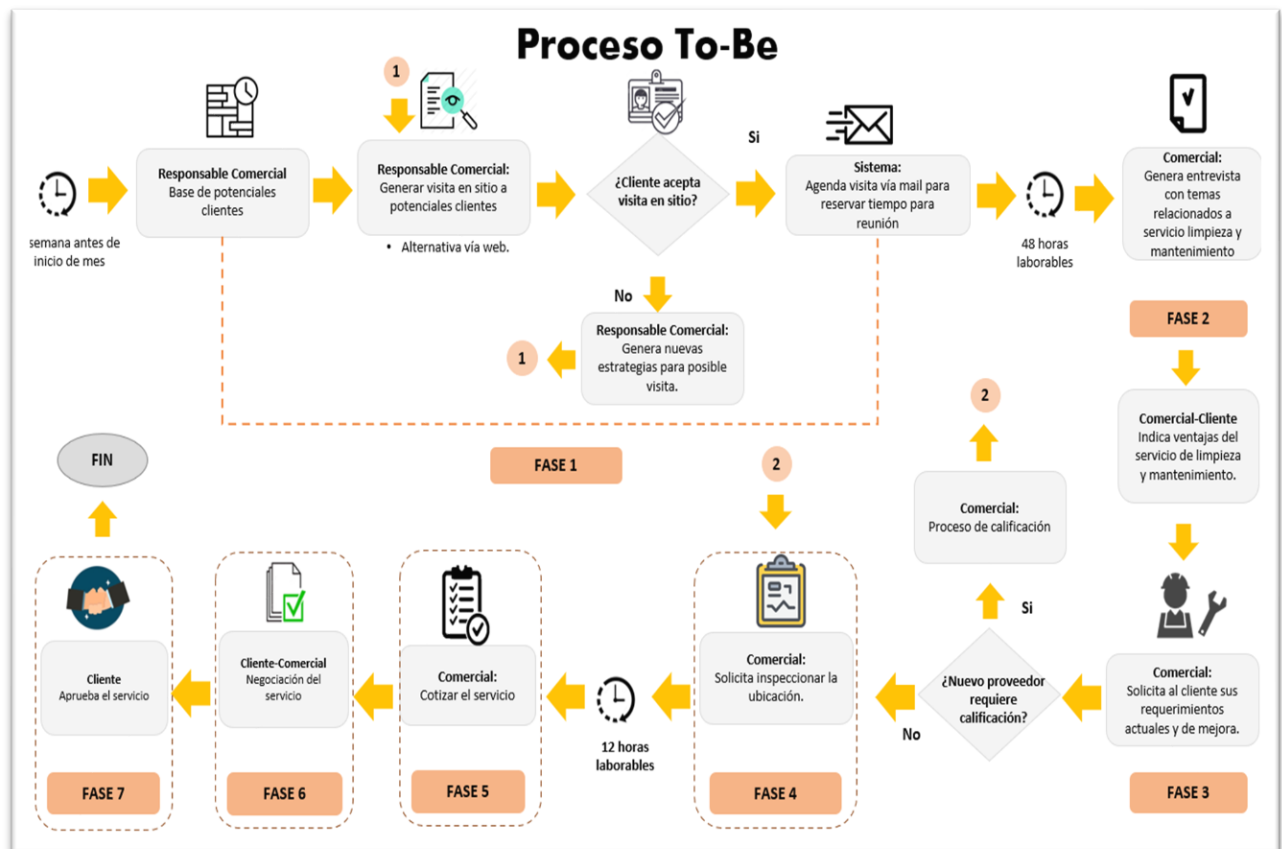 Proceso To-Be
semana antes de
inicio de mes
Responsable Comercial
Base de potenciales
clientes
1
Responsable Comercial:
Generar visita en sitio a
potenciales clientes
• Alternativa vía web.
¿Cliente acepta
visita en sitio?
Si
Sistema:
Agenda visita vía mail para
reservar tiempo para
reunión
48 horas
laborables
Comercial:
Genera entrevista
con temas
relacionados a
servicio limpieza y
mantenimiento
No
Responsable Comercial:
Genera nuevas
estrategias para posible
visita.
1
FASE 1
FASE 2
Comercial-Cliente
Indica ventajas del
servicio de limpieza
y mantenimiento.
Comercial:
Solicita al cliente sus
requerimientos
actuales y de mejora.
FASE 3
¿Nuevo proveedor
requiere
calificación?
Si
Comercial:
Proceso de calificación
2
No
2
Comercial:
Solicita inspeccionar la
ubicación.
FASE 4
12 horas
laborables
Comercial:
Cotizar el servicio
FASE 5
Cliente-Comercial
Negociación del
servicio
FASE 6
Cliente
Aprueba el servicio
FASE 7
FIN